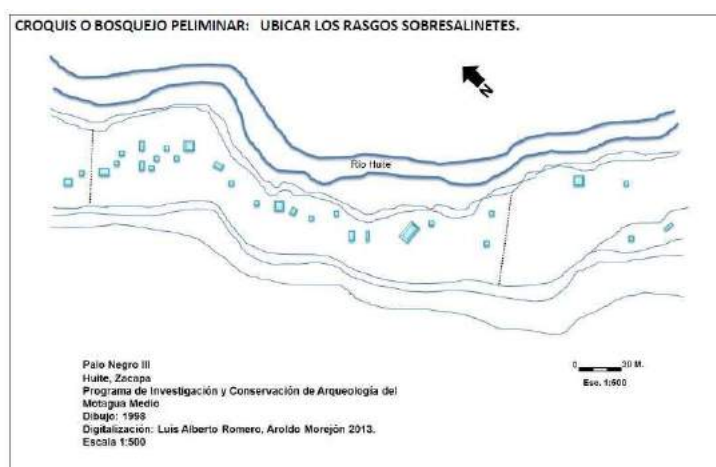 CROQUIS O BOSQUEJO PELIMINAR: UBICAR LOS RASGOS SOBRESALINETES.
N
Río Huite
Palo Negro III
Huite, Zacapa
Programa de Investigación y Conservación de Arqueología del
Motagua Medio
Dibujo: 1998
Digitalización: Luis Alberto Romero, Aroldo Morejón 2013.
Escala 1:500
0 20 M.
Esc. 1:500